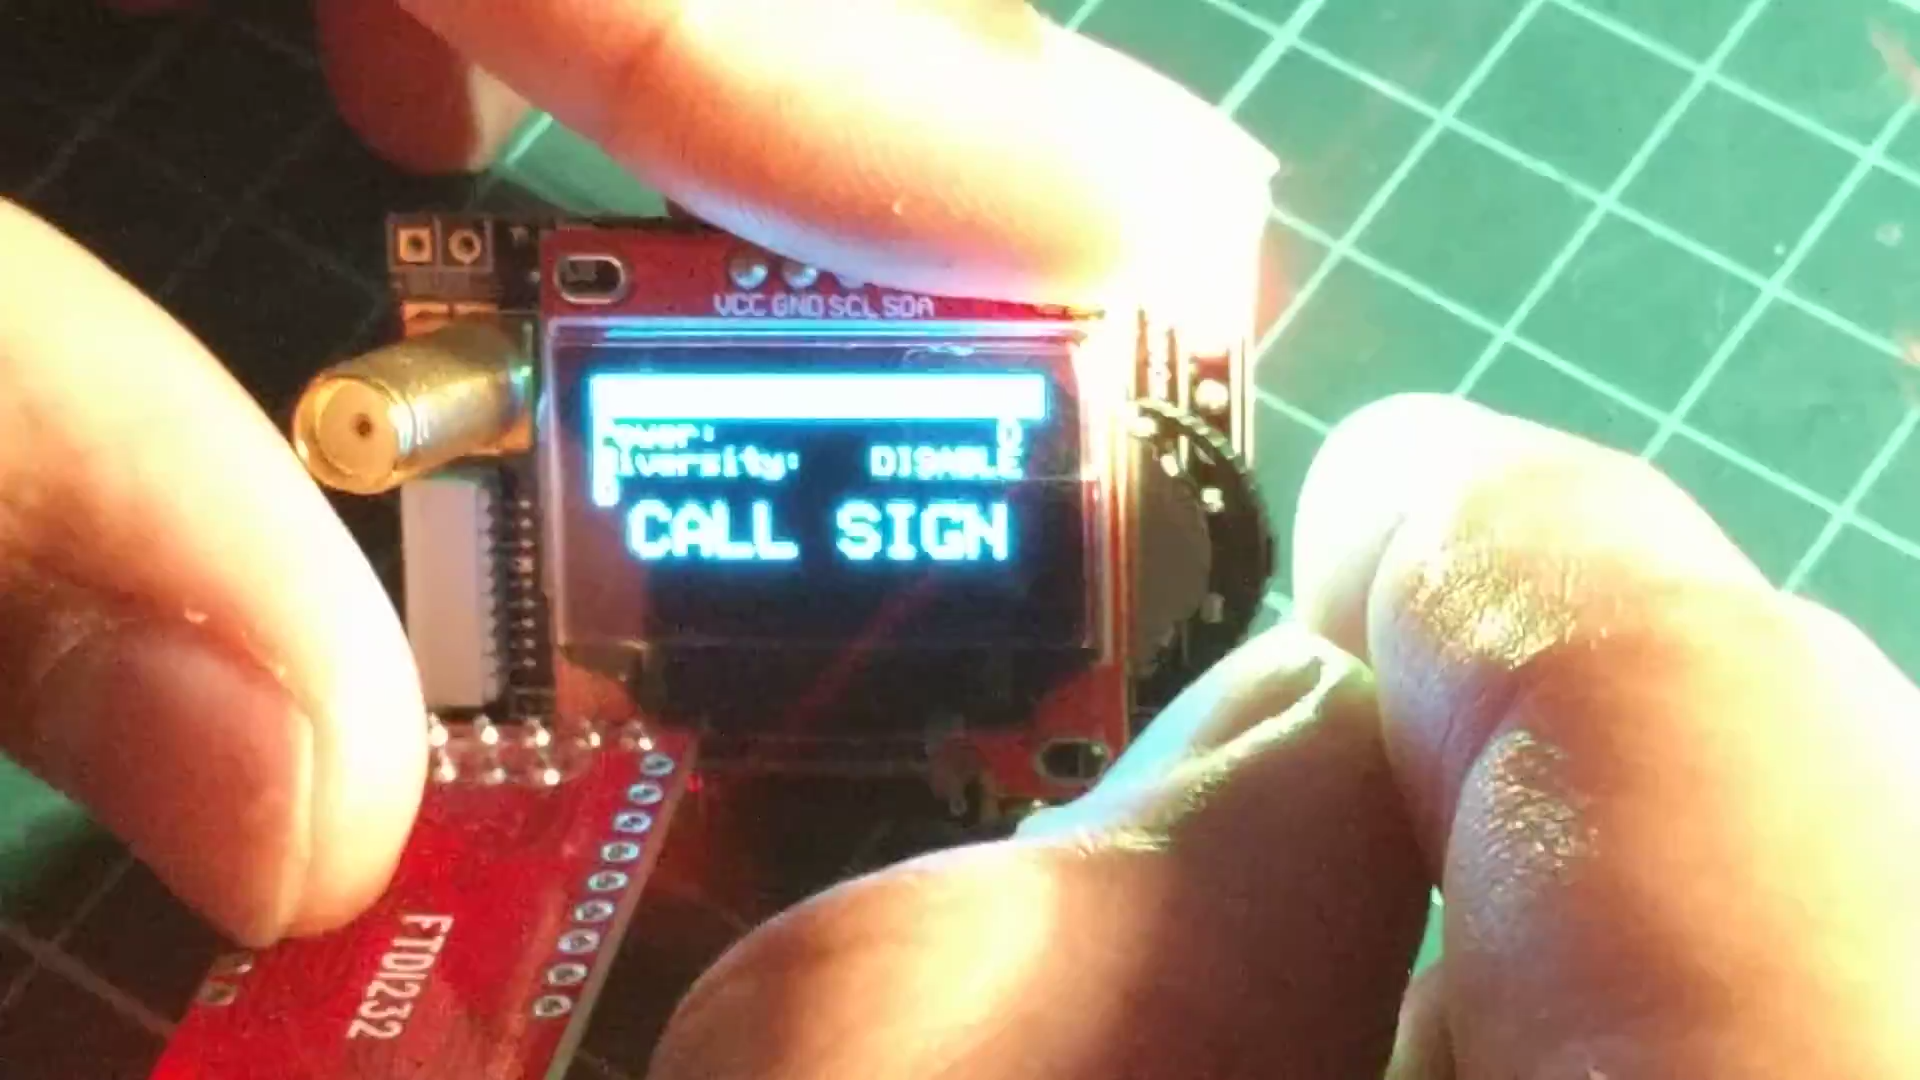 VCC GND SCL SDA
ower:
iversity: DISABLE
CALL SIGN
FTDI232